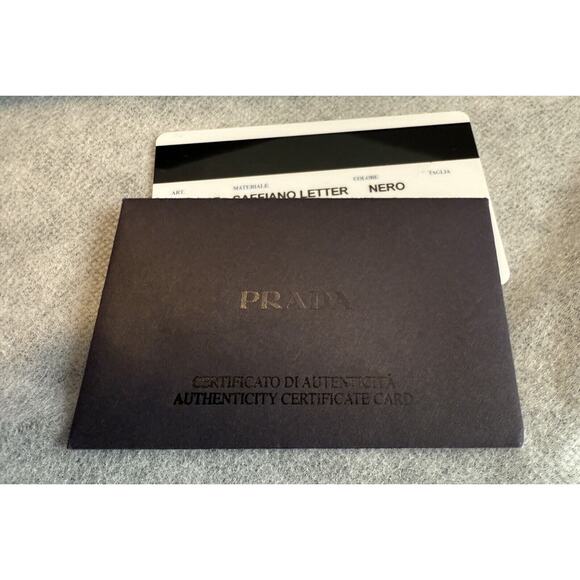 ART. MATERIALE COLORE TAGLIA
SAFFIANO LETTER NERO
PRADA
CERTIFICATO DI AUTENTICITÀ
AUTHENTICITY CERTIFICATE CARD